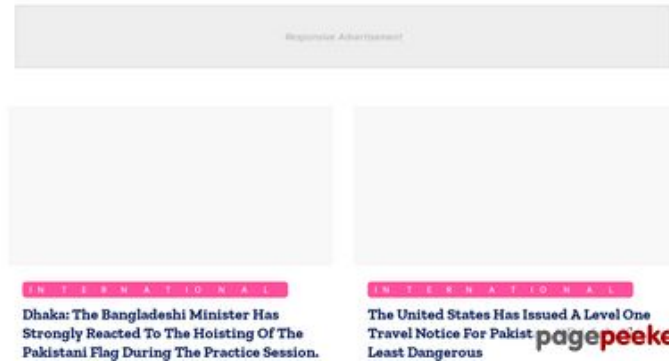 Responsive Advertisement
INTERNATIONAL
Dhaka: The Bangladeshi Minister Has
Strongly Reacted To The Hoisting Of The
Pakistani Flag During The Practice Session.
INTERNATIONAL
The United States Has Issued A Level One
Travel Notice For Pakist
Least Dangerous
pagepeeks